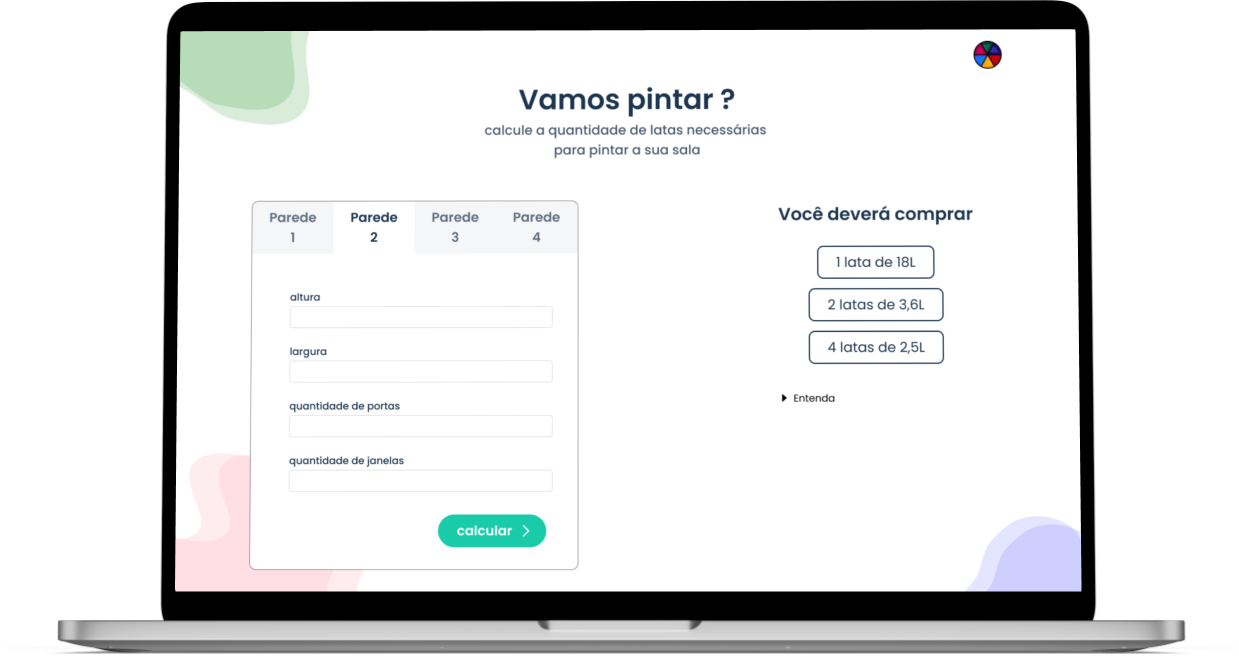 Vamos pintar ?
calcule a quantidade de latas necessárias
para pintar a sua sala
Parede
1
Parede
2
Parede
3
Parede
4
altura
largura
quantidade de portas
quantidade de janelas
calcular
Você deverá comprar
1 lata de 18L
2 latas de 3,6L
4 latas de 2,5L
Entenda